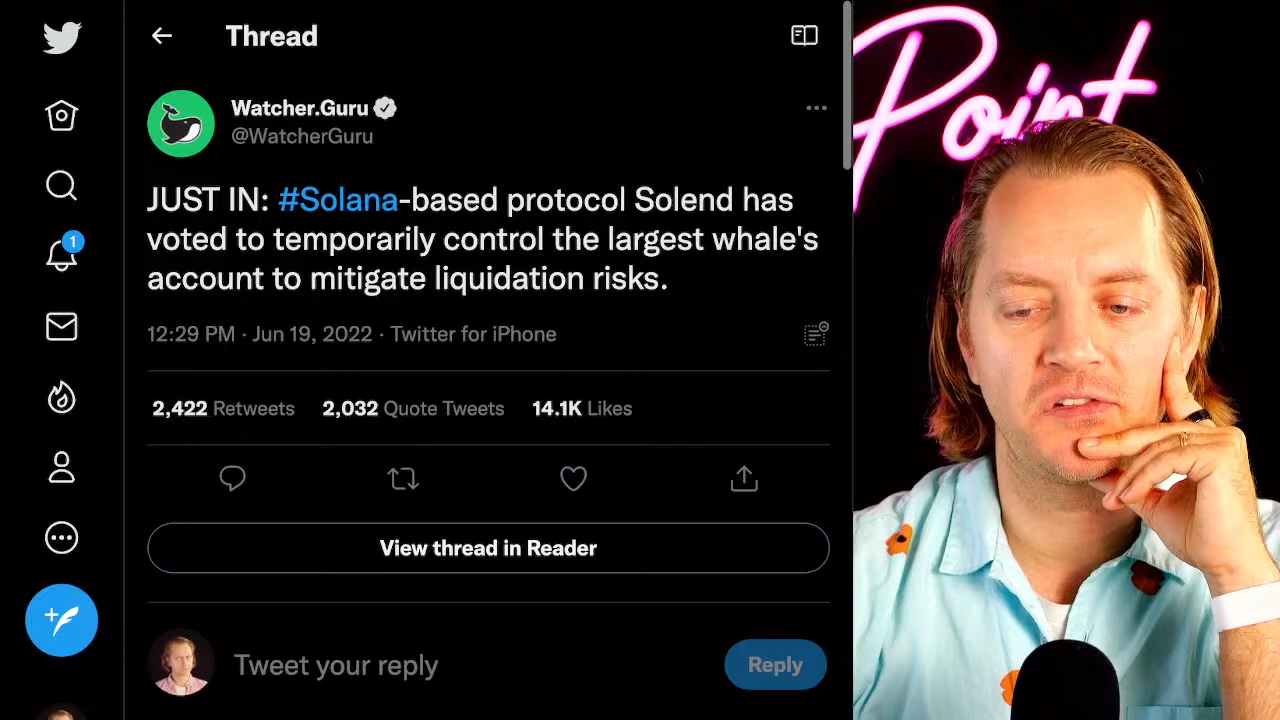 Thread
Watcher.Guru
@WatcherGuru
JUST IN: #Solana-based protocol Solend has
voted to temporarily control the largest whale's
account to mitigate liquidation risks.
12:29 PM · Jun 19, 2022 · Twitter for iPhone
2,422 Retweets 2,032 Quote Tweets 14.1K Likes
View thread in Reader
Tweet your reply
Reply
1
Point